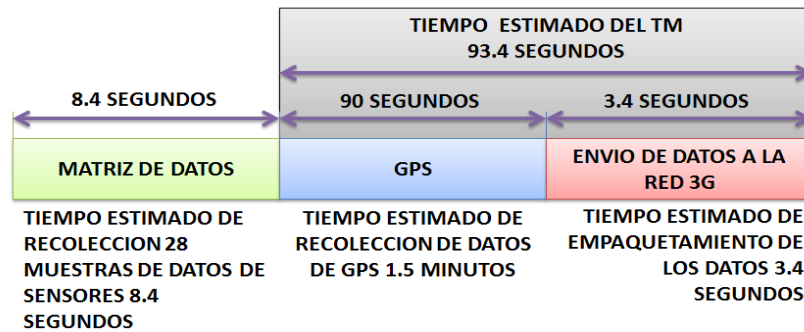 TIEMPO ESTIMADO DEL TM
93.4 SEGUNDOS
8.4 SEGUNDOS
90 SEGUNDOS
3.4 SEGUNDOS
MATRIZ DE DATOS
GPS
ENVIO DE DATOS A LA
RED 3G
TIEMPO ESTIMADO DE
RECOLECCION 28
MUESTRAS DE DATOS DE
SENSORES 8.4
SEGUNDOS
TIEMPO ESTIMADO DE
RECOLECCION DE DATOS
DE GPS 1.5 MINUTOS
TIEMPO ESTIMADO DE
EMPAQUETAMIENTO DE
LOS DATOS 3.4
SEGUNDOS